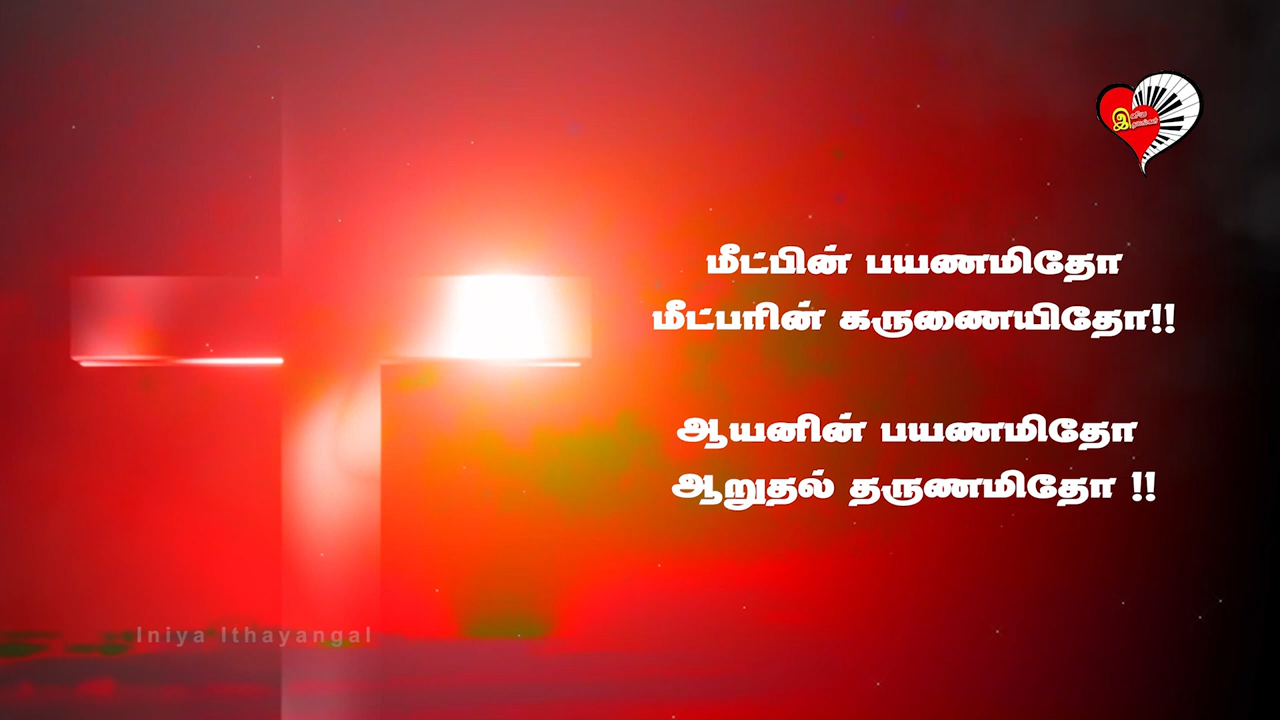 மீட்பின் பயணமிதோ
மீட்பரின் கருணையிதோ!!
ஆயனின் பயணமிதோ
ஆறுதல் தருணமிதோ !!
Iniya Ithayangal